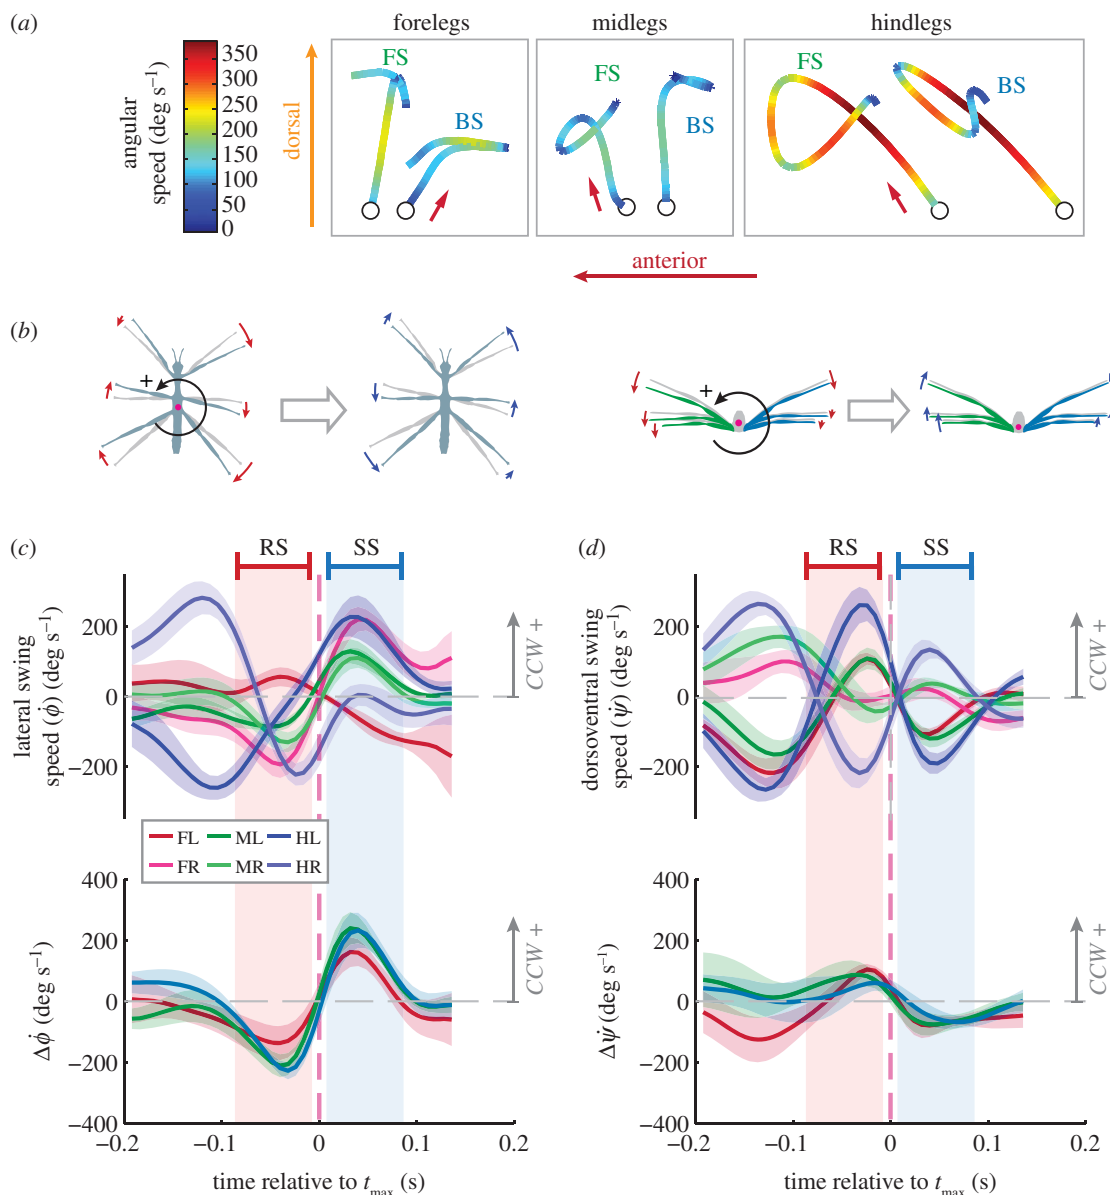 (a)
forelegs
midlegs
hindlegs
angular
speed (deg s⁻¹)
350
300
250
200
150
100
50
0
dorsal
FS
BS
FS
BS
FS
BS
anterior
(b)
+
+
(c)
RS
SS
lateral swing
speed (ϕ̇) (deg s⁻¹)
200
0
−200
CCW +
FL
ML
HL
FR
MR
HR
Δϕ̇ (deg s⁻¹)
400
200
0
−200
−400
CCW +
−0.2
−0.1
0
0.1
0.2
time relative to tmax (s)
(d)
RS
SS
dorsoventral swing
speed (ψ̇) (deg s⁻¹)
200
0
−200
CCW +
Δψ̇ (deg s⁻¹)
400
200
0
−200
−400
CCW +
−0.2
−0.1
0
0.1
0.2
time relative to tmax (s)